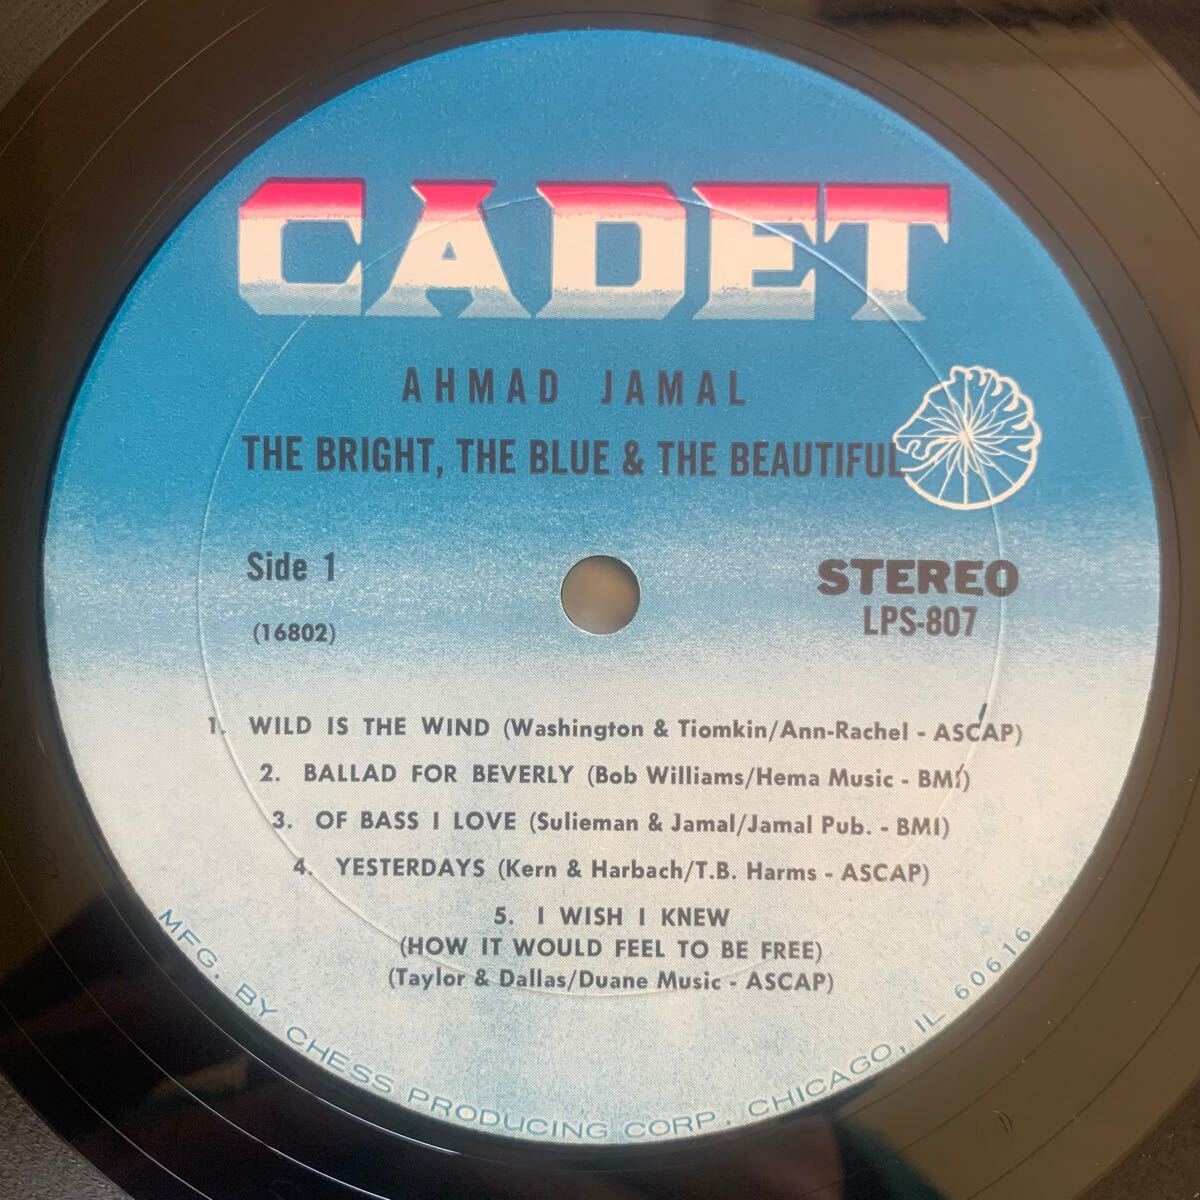 CADET
AHMAD JAMAL
THE BRIGHT, THE BLUE & THE BEAUTIFUL
Side 1
(16802)
STEREO
LPS-807
1. WILD IS THE WIND (Washington & Tiomkin/Ann-Rachel - ASCAP)
2. BALLAD FOR BEVERLY (Bob Williams/Hema Music - BMI)
3. OF BASS I LOVE (Sulieman & Jamal/Jamal Pub. - BMI)
4. YESTERDAYS (Kern & Harbach/T.B. Harms - ASCAP)
5. I WISH I KNEW
(HOW IT WOULD FEEL TO BE FREE)
(Taylor & Dallas/Duane Music - ASCAP)
MFG. BY CHESS PRODUCING CORP., CHICAGO, IL 60616